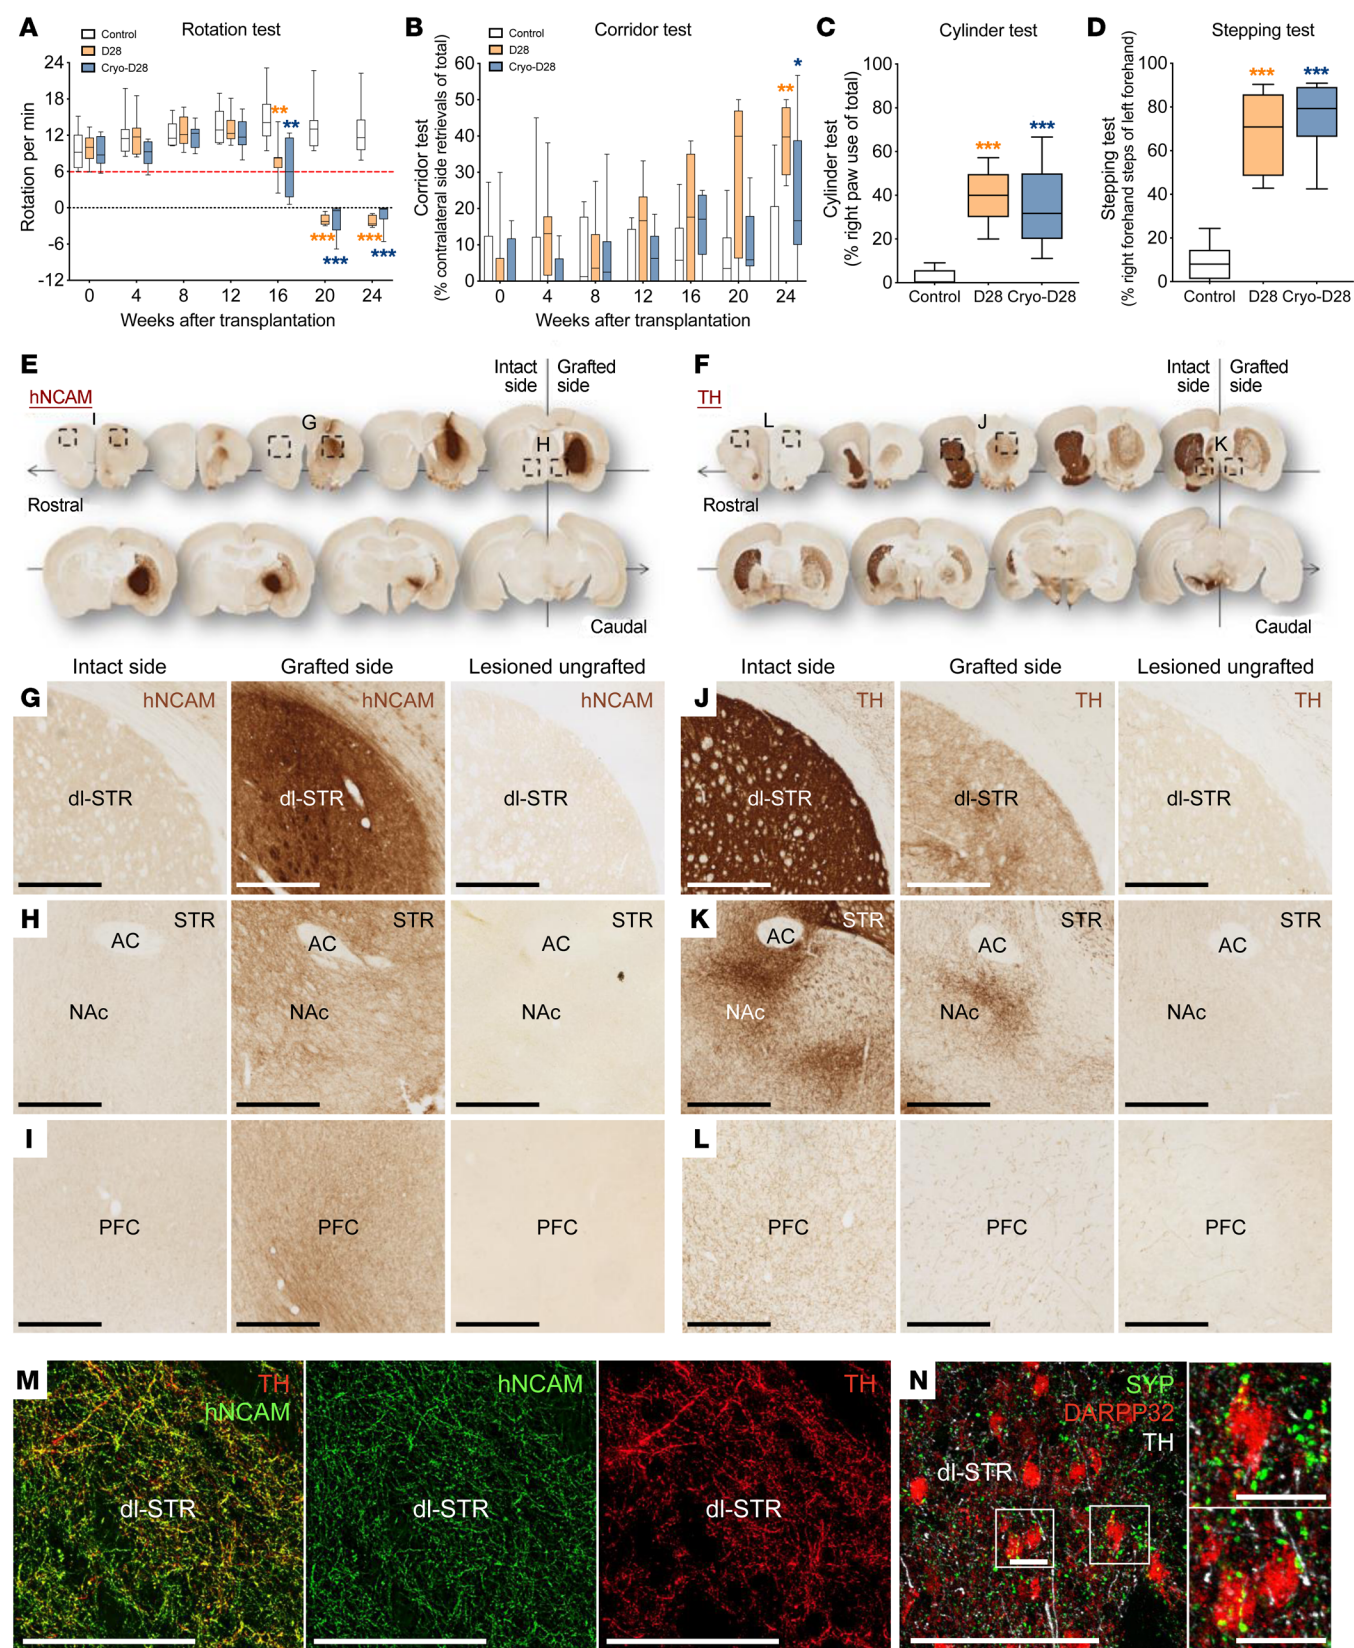 A
Rotation test
Control
D28
Cryo-D28
Rotation per min
24
18
12
6
0
-6
-12
** **
*** ***
*** ***
0 4 8 12 16 20 24
Weeks after transplantation
B
Corridor test
Control
D28
Cryo-D28
Corridor test
(% contralateral side retrievals of total)
60
50
40
30
20
10
0
** *
0 4 8 12 16 20 24
Weeks after transplantation
C
Cylinder test
Cylinder test
(% right paw use of total)
100
80
60
40
20
0
*** ***
Control D28 Cryo-D28
D
Stepping test
Stepping test
(% right forehand steps of left forehand)
100
80
60
40
20
0
*** ***
Control D28 Cryo-D28
E
hNCAM
Intact side
Grafted side
I
G
H
Rostral
Caudal
F
TH
Intact side
Grafted side
L
J
K
Rostral
Caudal
Intact side Grafted side Lesioned ungrafted
G
hNCAM hNCAM hNCAM
dl-STR dl-STR dl-STR
H
STR STR STR
AC AC AC
NAc NAc NAc
I
PFC PFC PFC
Intact side Grafted side Lesioned ungrafted
J
TH TH TH
dl-STR dl-STR dl-STR
K
STR STR STR
AC AC AC
NAc NAc NAc
L
PFC PFC PFC
M
TH
hNCAM
dl-STR
hNCAM
dl-STR
TH
dl-STR
N
SYP
DARPP32
TH
dl-STR